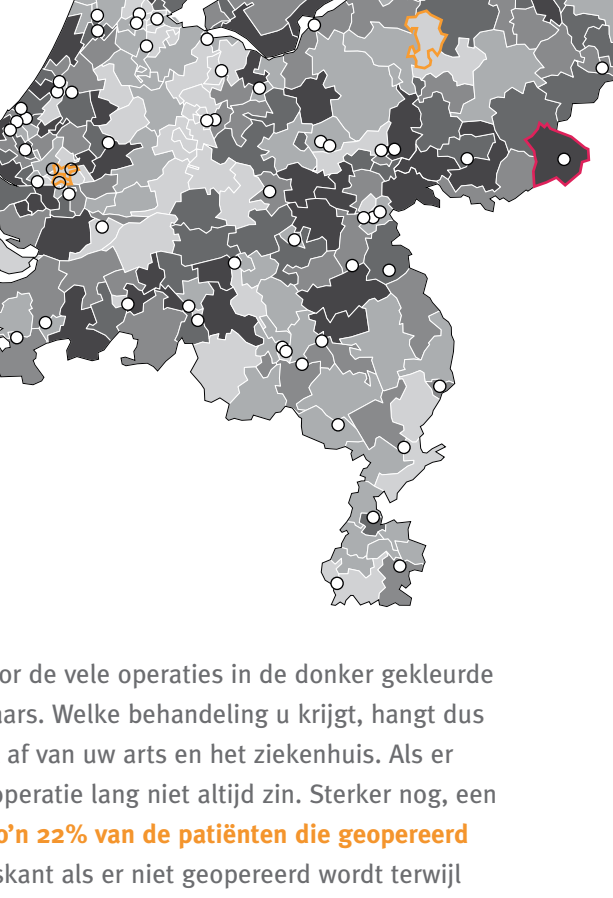 or de vele operaties in de donker gekleurde
aars. Welke behandeling u krijgt, hangt dus
af van uw arts en het ziekenhuis. Als er
operatie lang niet altijd zin. Sterker nog, een
o’n 22% van de patiënten die geopereerd
skant als er niet geopereerd wordt terwijl